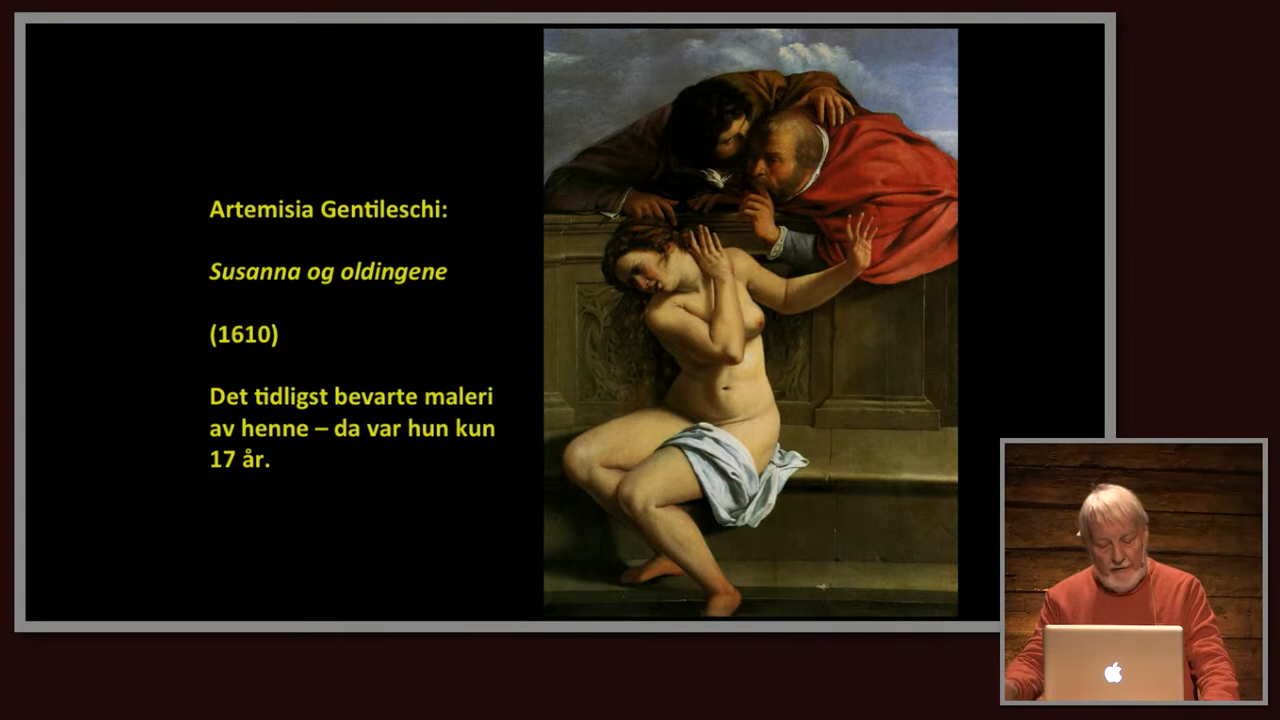 Artemisia Gentileschi:
Susanna og oldingene
(1610)
Det tidligst bevarte maleri
av henne – da var hun kun
17 år.